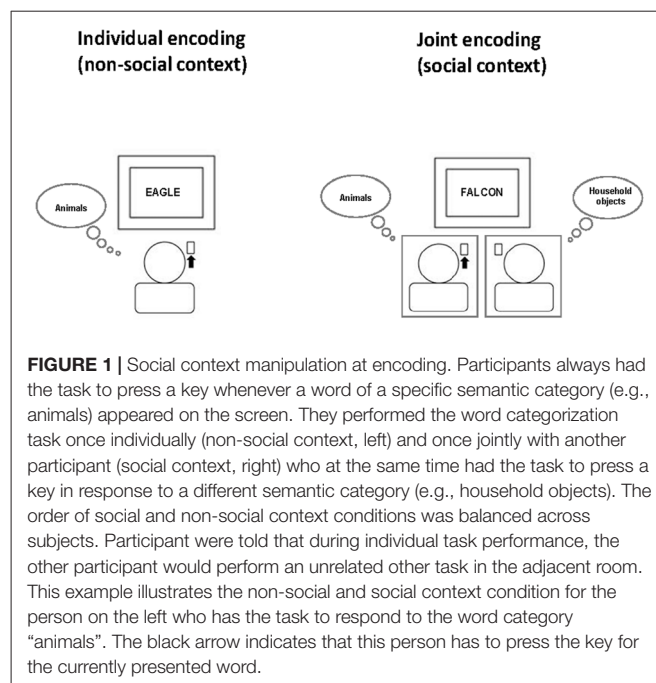 Individual encoding
(non-social context)
Joint encoding
(social context)
Animals
EAGLE
Animals
FALCON
Household
objects
FIGURE 1 | Social context manipulation at encoding. Participants always had
the task to press a key whenever a word of a specific semantic category (e.g.,
animals) appeared on the screen. They performed the word categorization
task once individually (non-social context, left) and once jointly with another
participant (social context, right) who at the same time had the task to press a
key in response to a different semantic category (e.g., household objects). The
order of social and non-social context conditions was balanced across
subjects. Participant were told that during individual task performance, the
other participant would perform an unrelated other task in the adjacent room.
This example illustrates the non-social and social context condition for the
person on the left who has the task to respond to the word category
“animals”. The black arrow indicates that this person has to press the key for
the currently presented word.